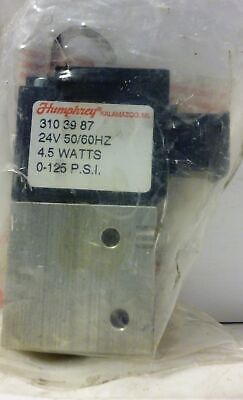 Humphrey KALAMAZOO, MI.
310 39 87
24V 50/60HZ
4.5 WATTS
0-125 P.S.I.